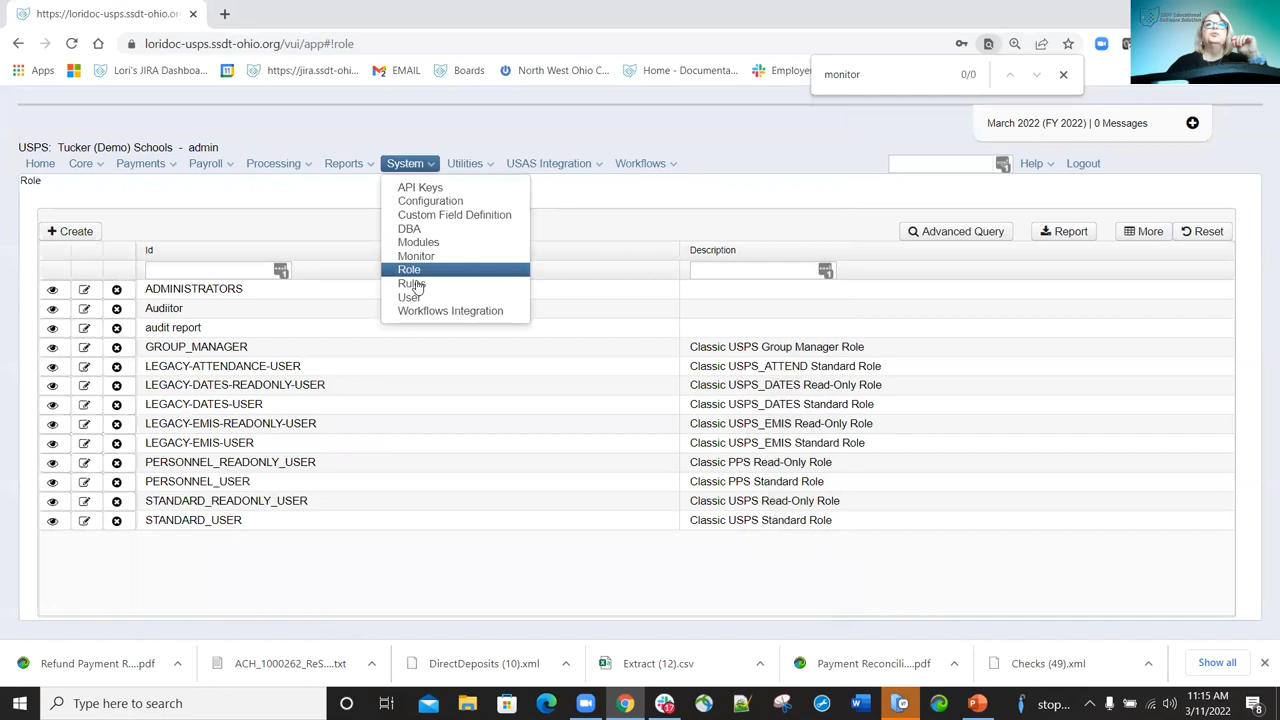 https://loridoc-usps.ssdt-ohio.or
loridoc-usps.ssdt-ohio.org/vui/app#!role
Apps
Lori's JIRA Dashboa...
https://jira.ssdt-ohi...
EMAIL
Boards
North West Ohio C...
Home - Documenta...
Employe
monitor
0/0
March 2022 (FY 2022) | 0 Messages
USPS: Tucker (Demo) Schools - admin
Home Core Payments Payroll Processing Reports System Utilities USAS Integration Workflows Help Logout
Role
API Keys
Configuration
Custom Field Definition
DBA
Modules
Monitor
Role
Rules
User
Workflows Integration
Create
Advanced Query
Report
More
Reset
Id Description
ADMINISTRATORS
Audiitor
audit report
GROUP_MANAGER Classic USPS Group Manager Role
LEGACY-ATTENDANCE-USER Classic USPS_ATTEND Standard Role
LEGACY-DATES-READONLY-USER Classic USPS_DATES Read-Only Role
LEGACY-DATES-USER Classic USPS_DATES Standard Role
LEGACY-EMIS-READONLY-USER Classic USPS_EMIS Read-Only Role
LEGACY-EMIS-USER Classic USPS_EMIS Standard Role
PERSONNEL_READONLY_USER Classic PPS Read-Only Role
PERSONNEL_USER Classic PPS Standard Role
STANDARD_READONLY_USER Classic USPS Read-Only Role
STANDARD_USER Classic USPS Standard Role
Refund Payment R....pdf
ACH_1000262_ReS....txt
DirectDeposits (10).xml
Extract (12).csv
Payment Reconcili....pdf
Checks (49).xml
Show all
Type here to search
stop...
11:15 AM
3/11/2022